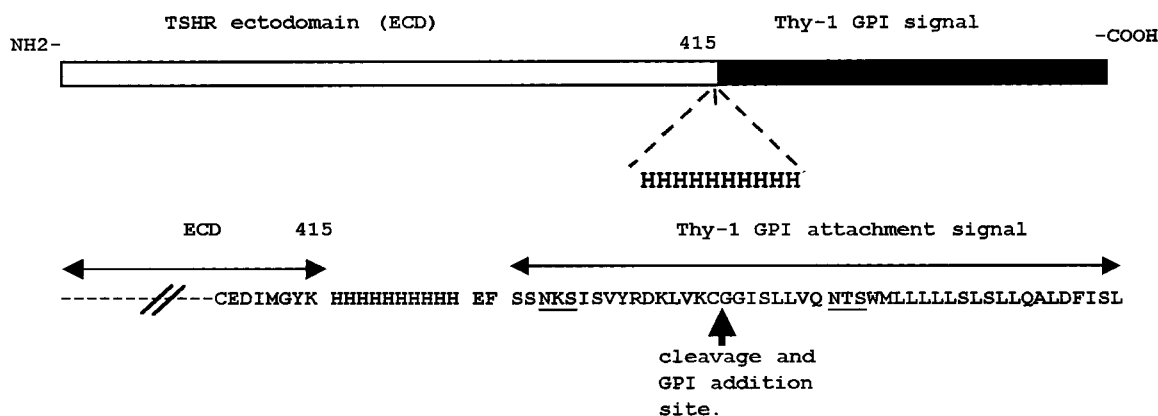 TSHR ectodomain (ECD) Thy-1 GPI signal
NH2- 415 -COOH
HHHHHHHHHH
ECD 415 Thy-1 GPI attachment signal
----------//----CEDIMGYK HHHHHHHHHH EF SSNKSISVYRDKLVKCGGISLLVQ NTSWMLLLLLSLSLLQALDFISL
cleavage and
GPI addition
site.